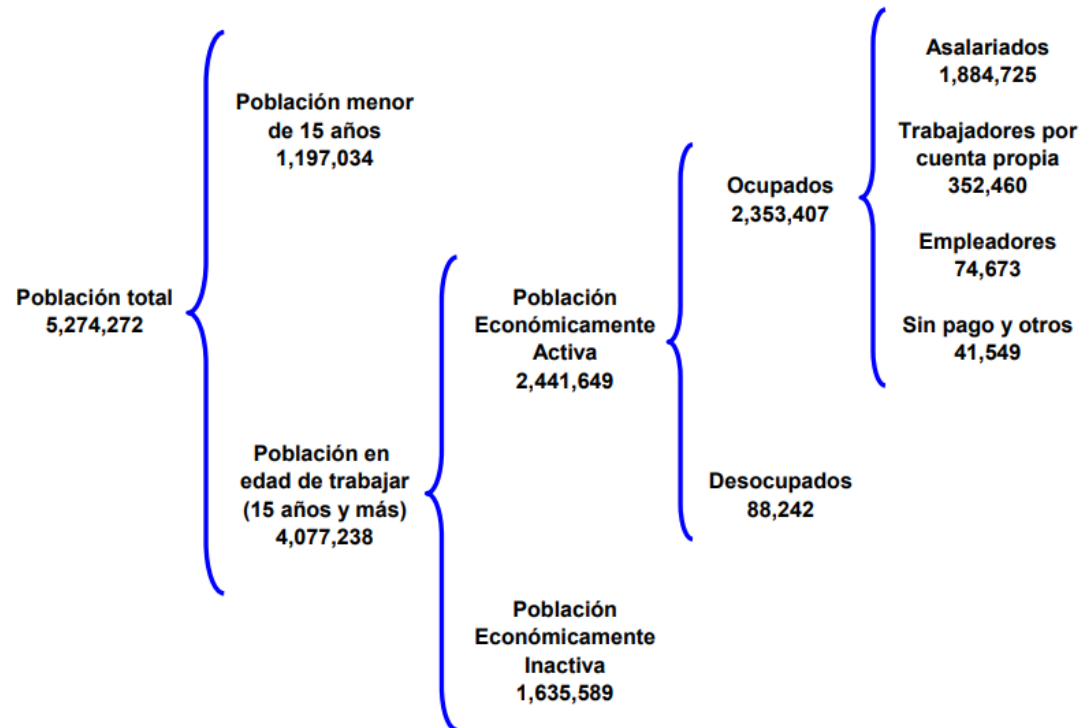 Población total
5,274,272
Población menor
de 15 años
1,197,034
Población en
edad de trabajar
(15 años y más)
4,077,238
Población
Económicamente
Activa
2,441,649
Población
Económicamente
Inactiva
1,635,589
Ocupados
2,353,407
Desocupados
88,242
Asalariados
1,884,725
Trabajadores por
cuenta propia
352,460
Empleadores
74,673
Sin pago y otros
41,549